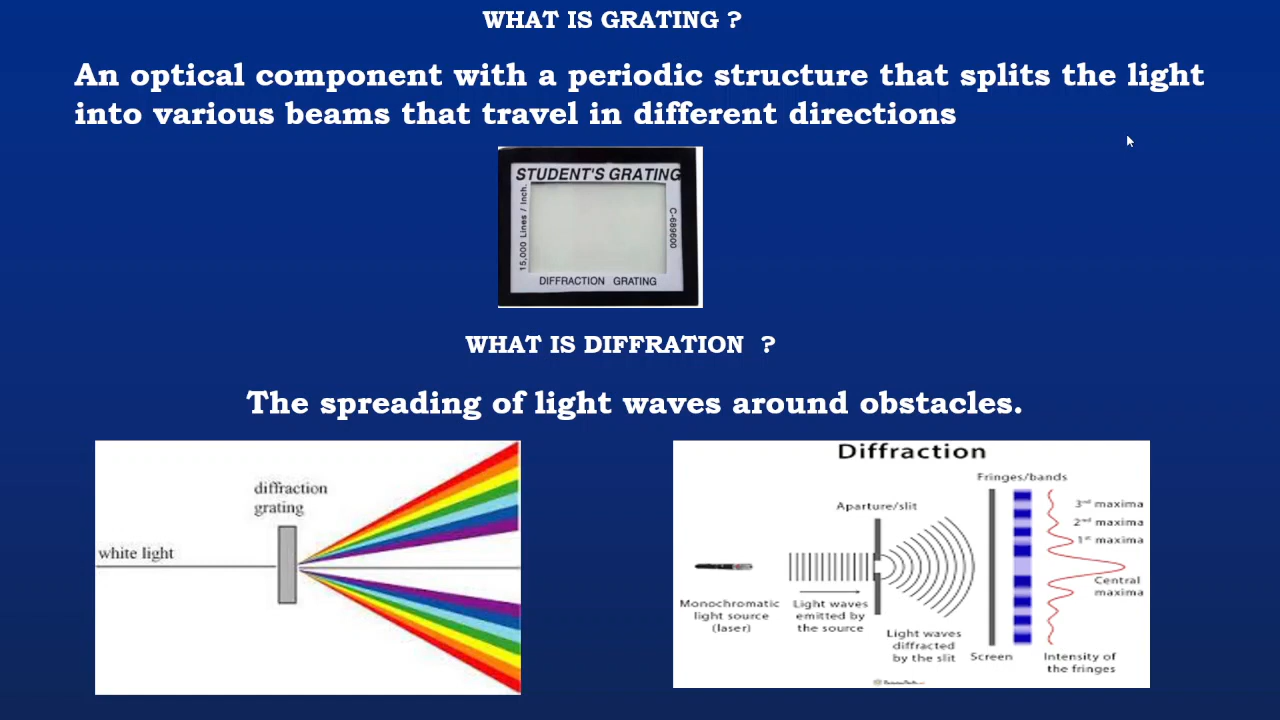 WHAT IS GRATING ?
An optical component with a periodic structure that splits the light
into various beams that travel in different directions
STUDENT'S GRATING
15,000 Lines / Inch.
C-689600
DIFFRACTION GRATING
WHAT IS DIFFRATION ?
The spreading of light waves around obstacles.
diffraction
grating
white light
Diffraction
Fringes/bands
Aparture/slit
3rd maxima
2nd maxima
1st maxima
Central
maxima
Monochromatic
light source
(laser)
Light waves
emitted by
the source
Light waves
diffracted
by the slit
Screen
Intensity of
the fringes